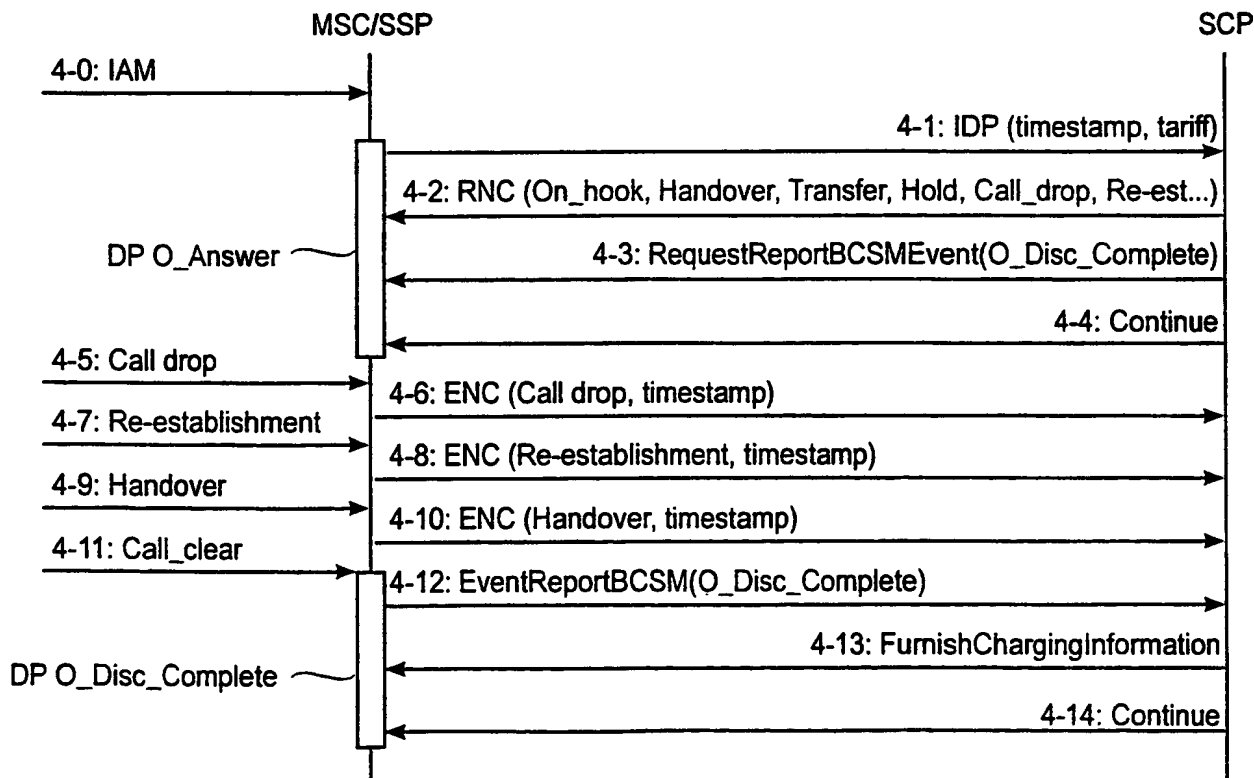 MSC/SSP
SCP
4-0: IAM
4-1: IDP (timestamp, tariff)
4-2: RNC (On_hook, Handover, Transfer, Hold, Call_drop, Re-est...)
DP O_Answer
4-3: RequestReportBCSMEvent(O_Disc_Complete)
4-4: Continue
4-5: Call drop
4-6: ENC (Call drop, timestamp)
4-7: Re-establishment
4-8: ENC (Re-establishment, timestamp)
4-9: Handover
4-10: ENC (Handover, timestamp)
4-11: Call_clear
4-12: EventReportBCSM(O_Disc_Complete)
4-13: FurnishChargingInformation
DP O_Disc_Complete
4-14: Continue